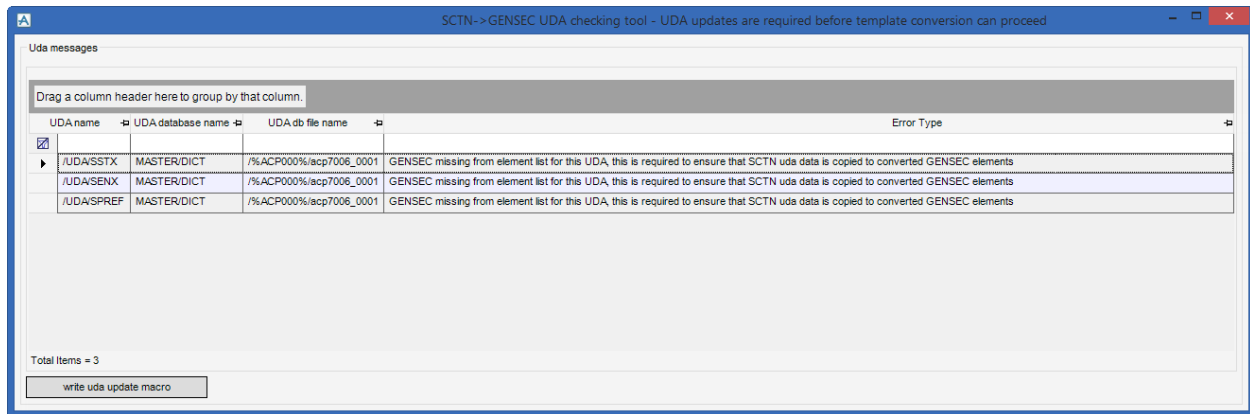 SCTN->GENSEC UDA checking tool - UDA updates are required before template conversion can proceed
Uda messages
Drag a column header here to group by that column.
UDA name UDA database name UDA db file name Error Type
/UDA/SSTX MASTER/DICT /%ACP000%/acp7006_0001 GENSEC missing from element list for this UDA, this is required to ensure that SCTN uda data is copied to converted GENSEC elements
/UDA/SENX MASTER/DICT /%ACP000%/acp7006_0001 GENSEC missing from element list for this UDA, this is required to ensure that SCTN uda data is copied to converted GENSEC elements
/UDA/SPREF MASTER/DICT /%ACP000%/acp7006_0001 GENSEC missing from element list for this UDA, this is required to ensure that SCTN uda data is copied to converted GENSEC elements
Total Items = 3
write uda update macro